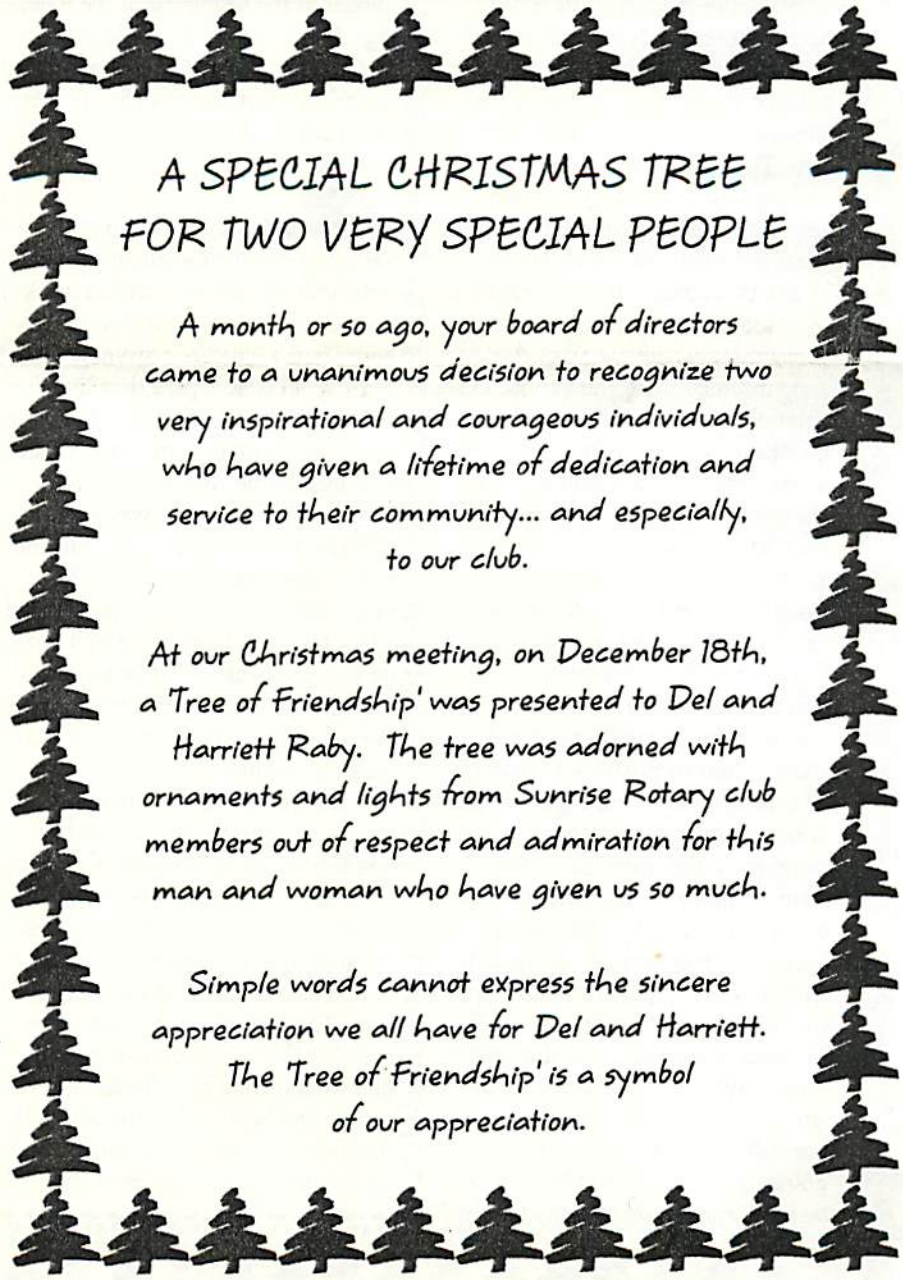 A SPECIAL CHRISTMAS TREE
FOR TWO VERY SPECIAL PEOPLE
A month or so ago, your board of directors
came to a unanimous decision to recognize two
very inspirational and courageous individuals,
who have given a lifetime of dedication and
service to their community... and especially,
to our club.
At our Christmas meeting, on December 18th,
a 'Tree of Friendship' was presented to Del and
Harriett Raby. The tree was adorned with
ornaments and lights from Sunrise Rotary club
members out of respect and admiration for this
man and woman who have given us so much.
Simple words cannot express the sincere
appreciation we all have for Del and Harriett.
The 'Tree of Friendship' is a symbol
of our appreciation.